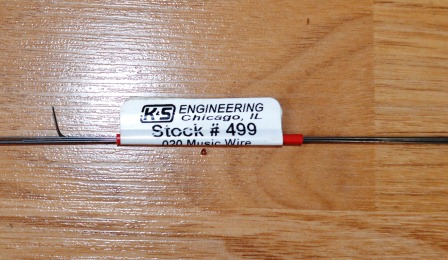 K&S ENGINEERING
Chicago, IL
Stock # 499
020 Music Wire